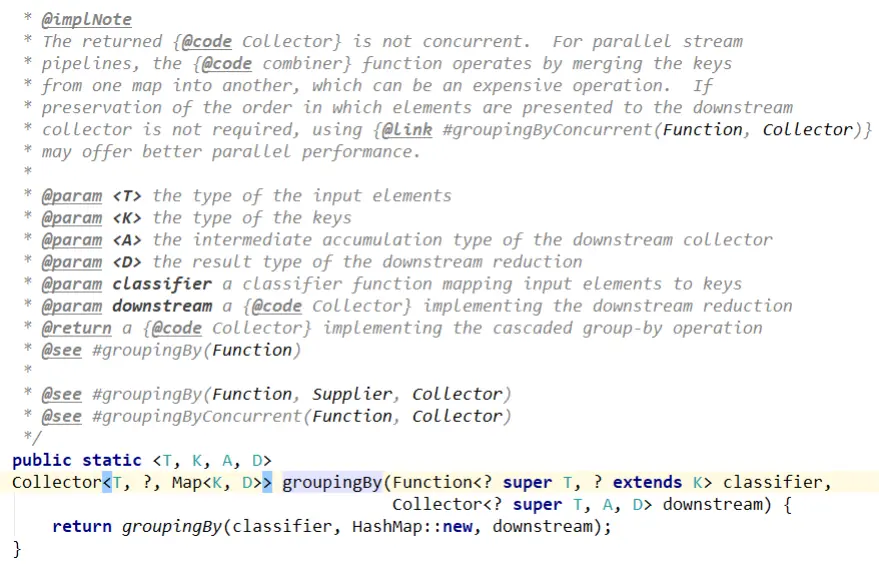 * @implNote
* The returned {@code Collector} is not concurrent.  For parallel stream
* pipelines, the {@code combiner} function operates by merging the keys
* from one map into another, which can be an expensive operation.  If
* preservation of the order in which elements are presented to the downstream
* collector is not required, using {@link #groupingByConcurrent(Function, Collector)}
* may offer better parallel performance.
*
* @param <T> the type of the input elements
* @param <K> the type of the keys
* @param <A> the intermediate accumulation type of the downstream collector
* @param <D> the result type of the downstream reduction
* @param classifier a classifier function mapping input elements to keys
* @param downstream a {@code Collector} implementing the downstream reduction
* @return a {@code Collector} implementing the cascaded group-by operation
* @see #groupingBy(Function)
*
* @see #groupingBy(Function, Supplier, Collector)
* @see #groupingByConcurrent(Function, Collector)
*/
public static <T, K, A, D>
Collector<T, ?, Map<K, D>> groupingBy(Function<? super T, ? extends K> classifier,
                                      Collector<? super T, A, D> downstream) {
    return groupingBy(classifier, HashMap::new, downstream);
}